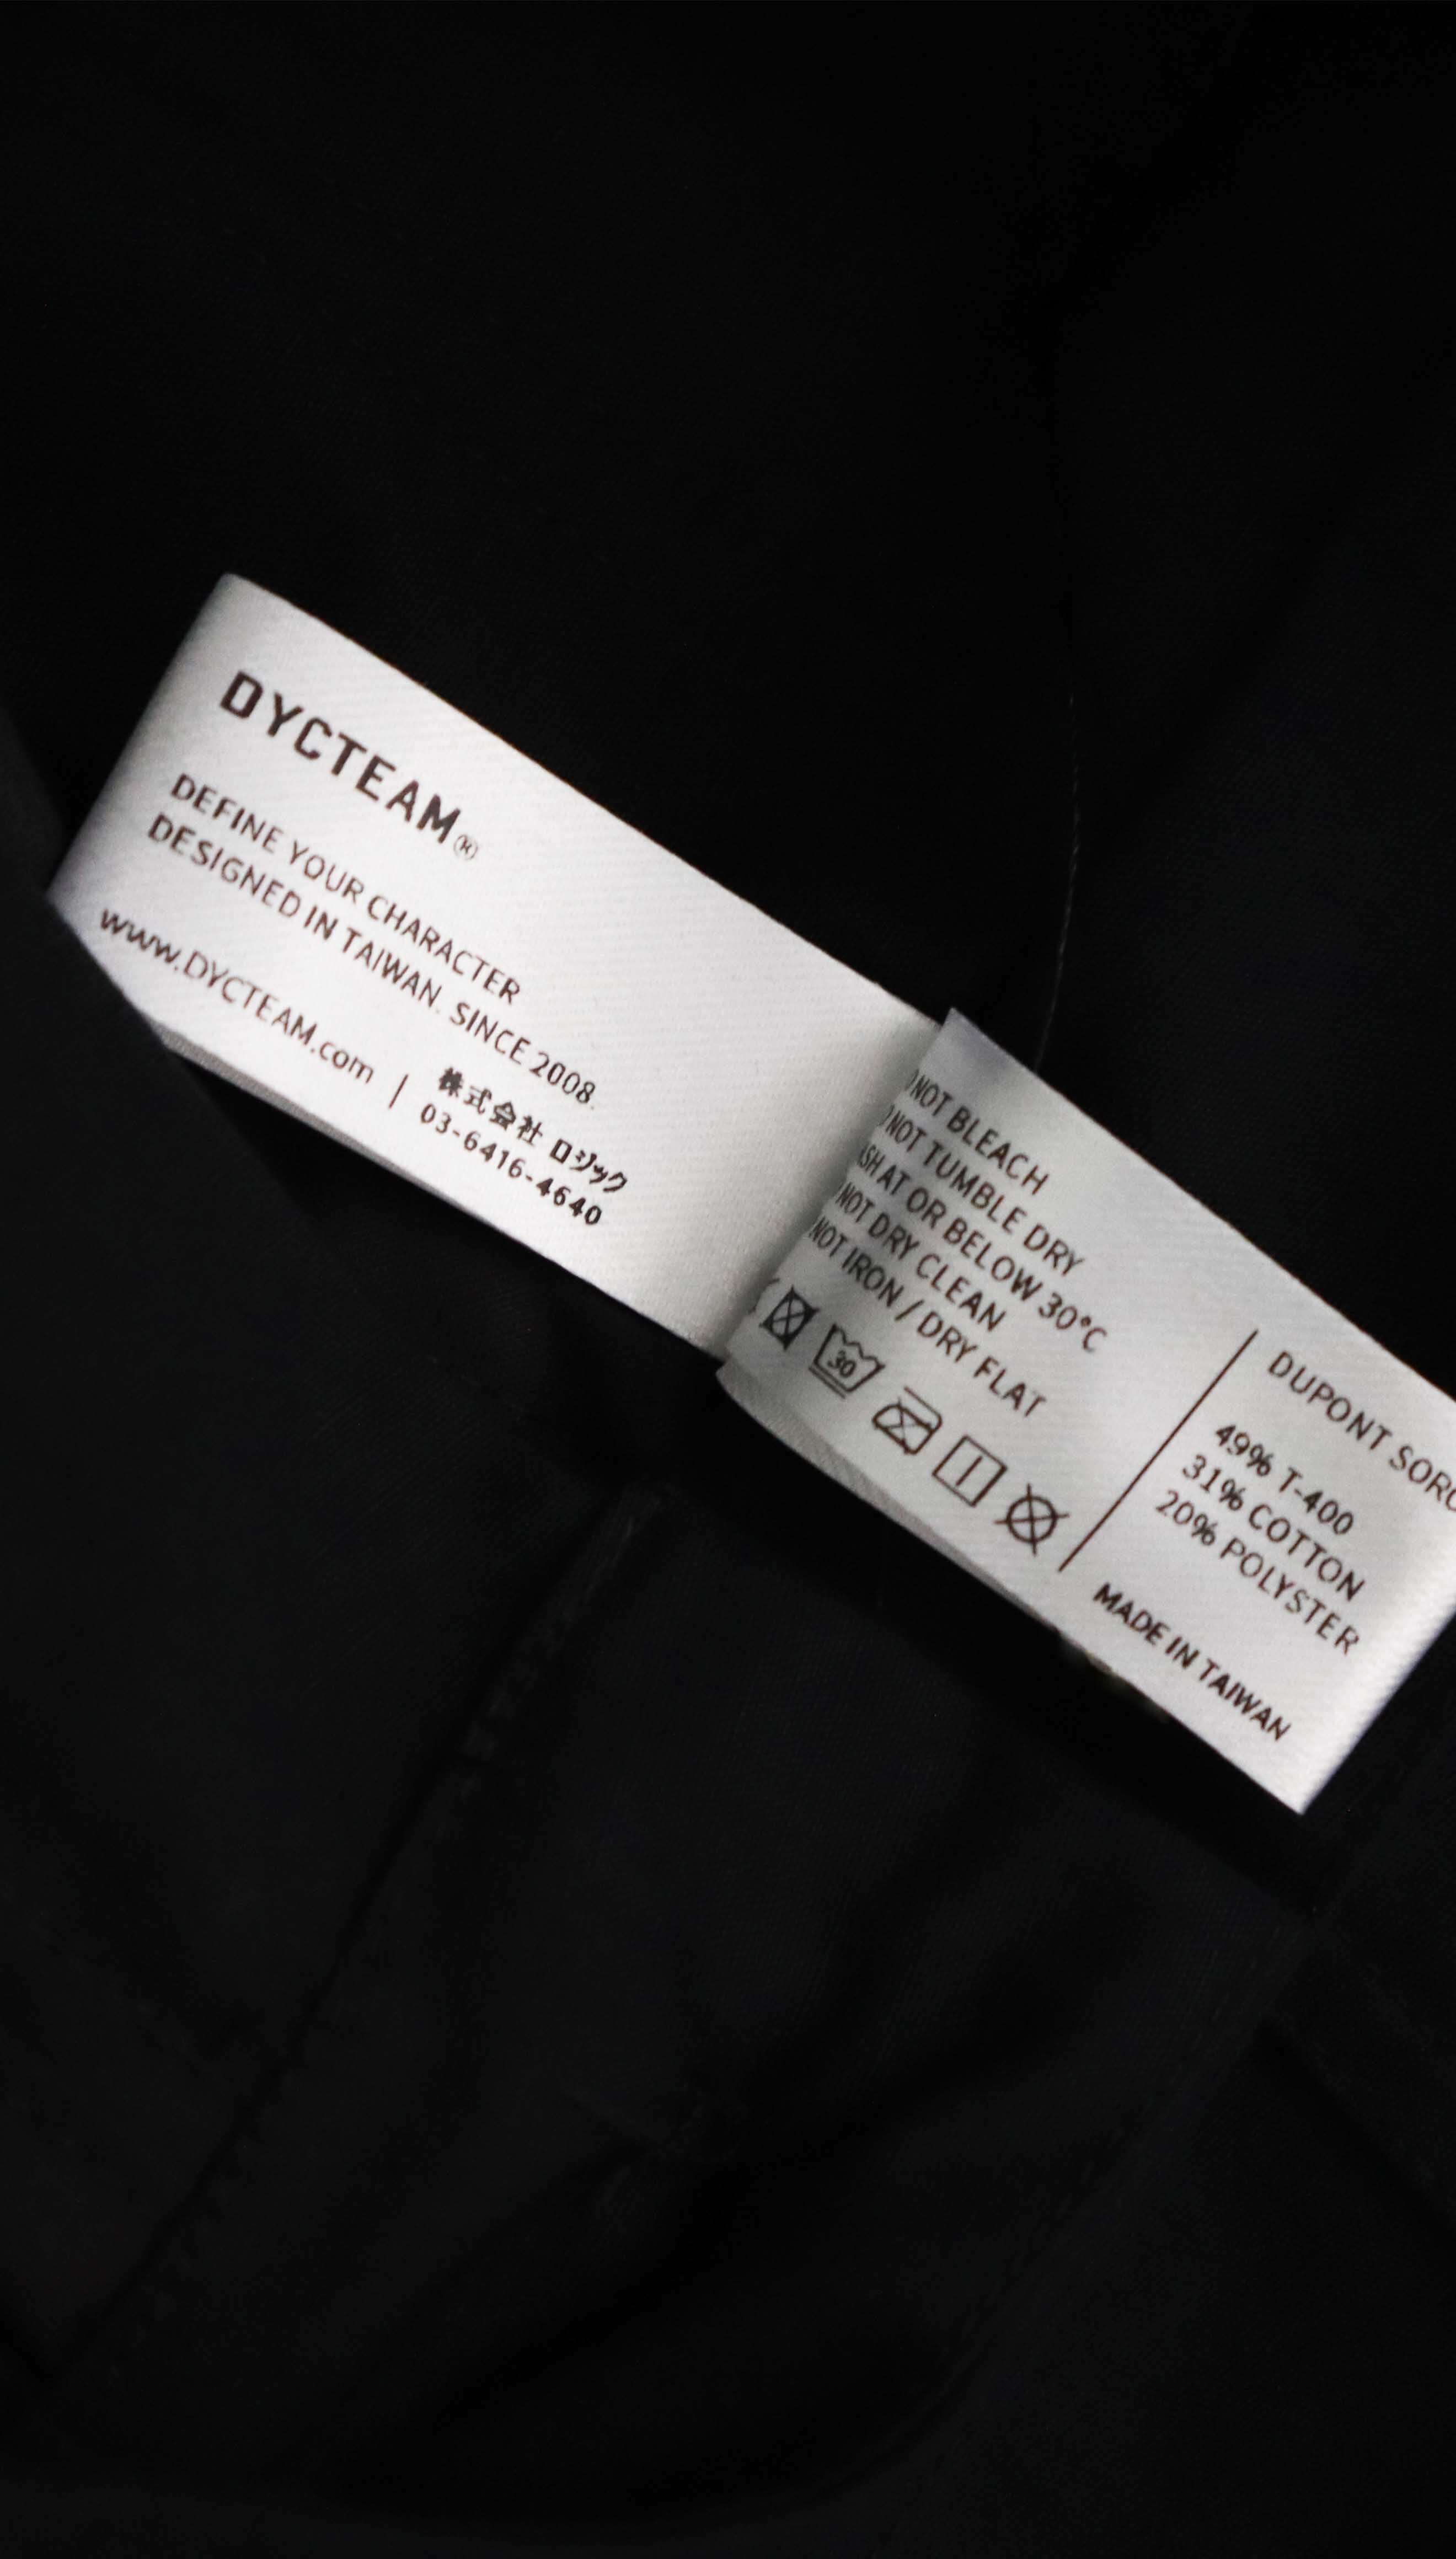 DYCTEAM®
DEFINE YOUR CHARACTER
DESIGNED IN TAIWAN. SINCE 2008.
www.DYCTEAM.com | 株式会社 ロジック
03-6416-4640
NOT BLEACH
NOT TUMBLE DRY
SH AT OR BELOW 30°C
NOT DRY CLEAN
NOT IRON / DRY FLAT
30
DUPONT
49% T-400
31% COTTON
20% POLYSTER
MADE IN TAIWAN